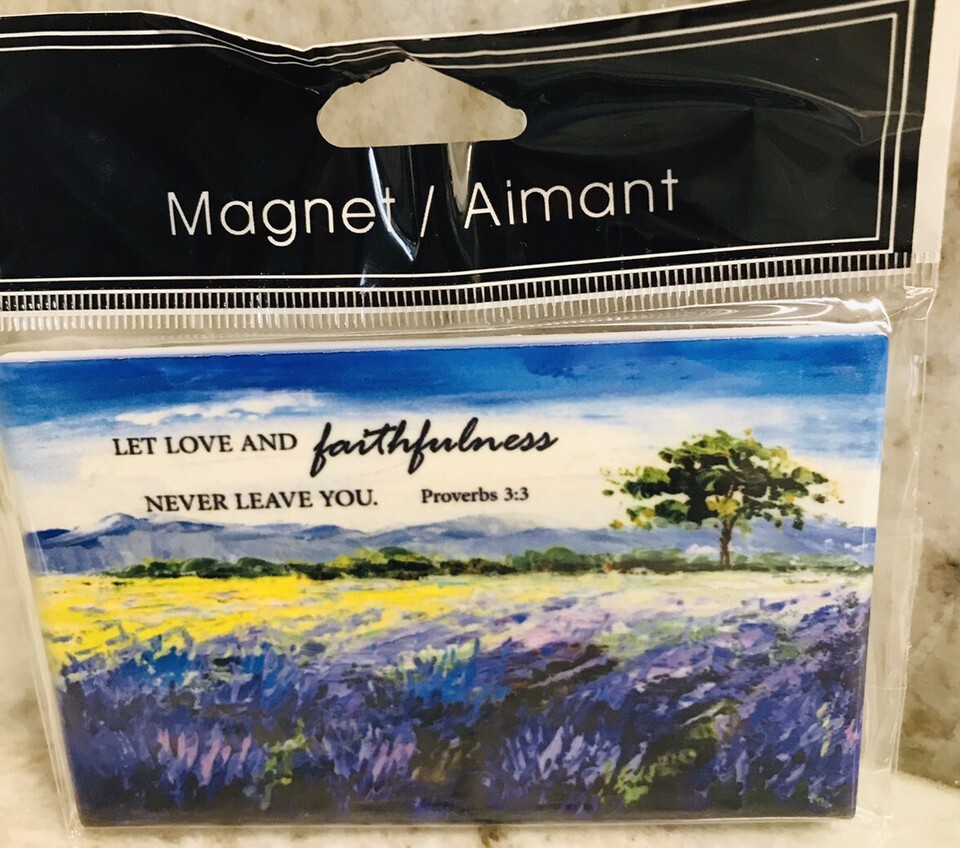 Magnet / Aimant
LET LOVE AND faithfulness
NEVER LEAVE YOU. Proverbs 3:3